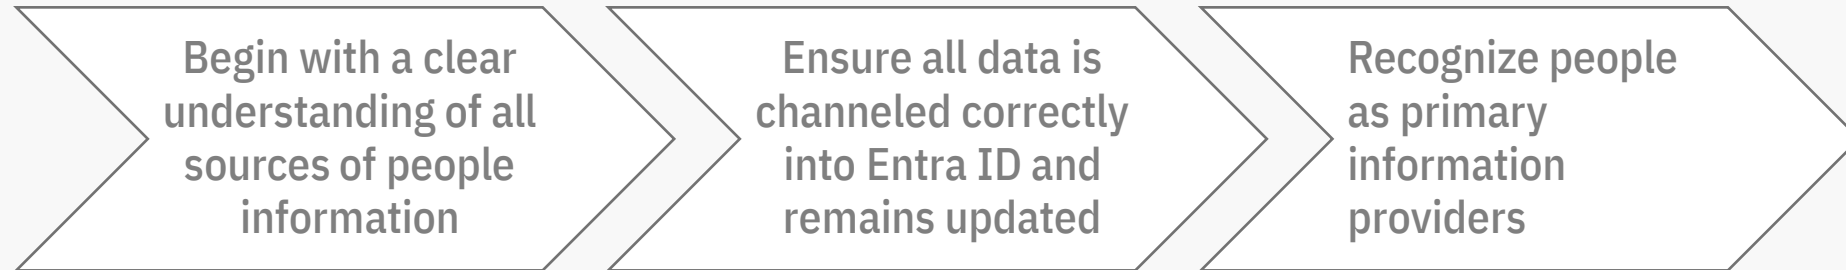 Begin with a clear
understanding of all
sources of people
information
Ensure all data is
channeled correctly
into Entra ID and
remains updated
Recognize people
as primary
information
providers